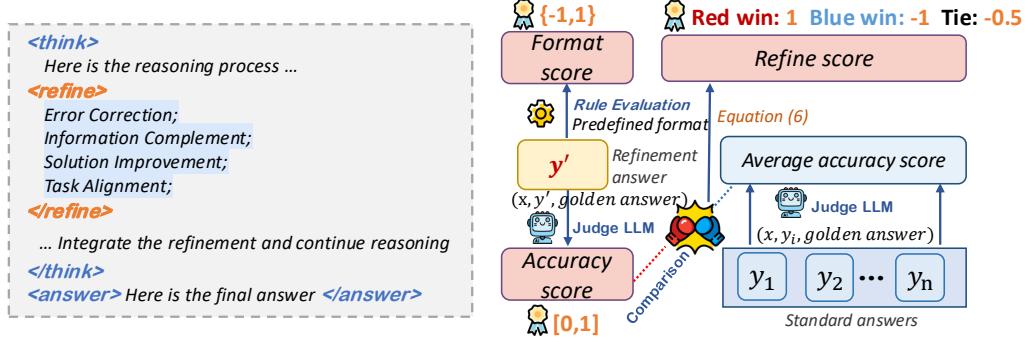 <think>
Here is the reasoning process ...
<refine>
Error Correction;
Information Complement;
Solution Improvement;
Task Alignment;
</refine>
... Integrate the refinement and continue reasoning
</think>
<answer> Here is the final answer </answer>
{-1,1}
Format
score
Rule Evaluation
Predefined format
y′
Refinement
answer
(x, y′, golden answer)
Judge LLM
Accuracy
score
[0,1]
Red win: 1 Blue win: -1 Tie: -0.5
Refine score
Equation (6)
Average accuracy score
Judge LLM
(x, yᵢ, golden answer)
Comparison
y₁ y₂ ... yₙ
Standard answers